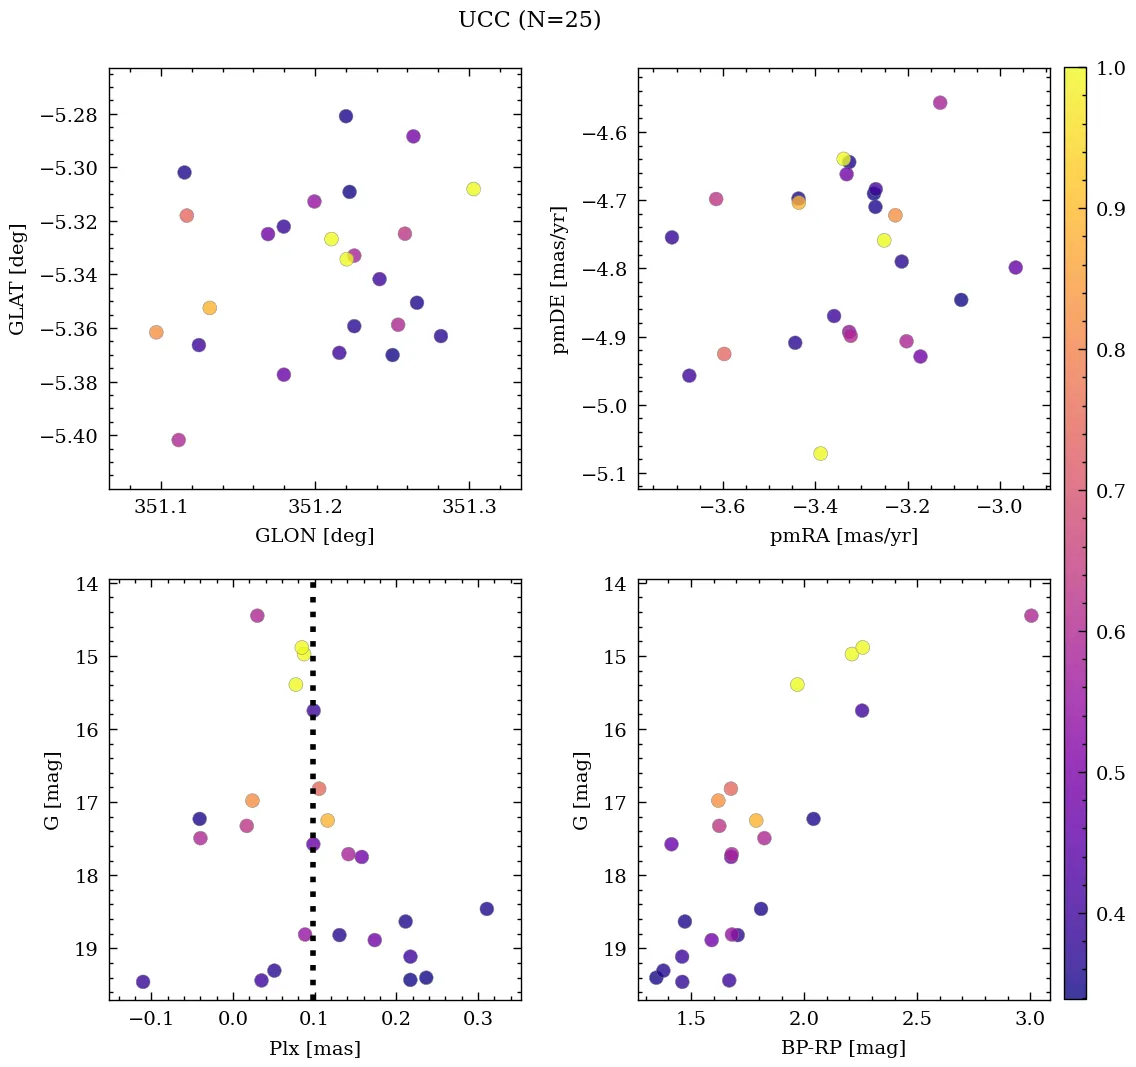 UCC (N=25)
−5.28
−5.30
−5.32
−5.34
−5.36
−5.38
−5.40
GLAT [deg]
351.1 351.2 351.3
GLON [deg]
−4.6
−4.7
−4.8
−4.9
−5.0
−5.1
pmDE [mas/yr]
−3.6 −3.4 −3.2 −3.0
pmRA [mas/yr]
14
15
16
17
18
19
G [mag]
−0.1 0.0 0.1 0.2 0.3
Plx [mas]
14
15
16
17
18
19
G [mag]
1.5 2.0 2.5 3.0
BP-RP [mag]
1.0
0.9
0.8
0.7
0.6
0.5
0.4